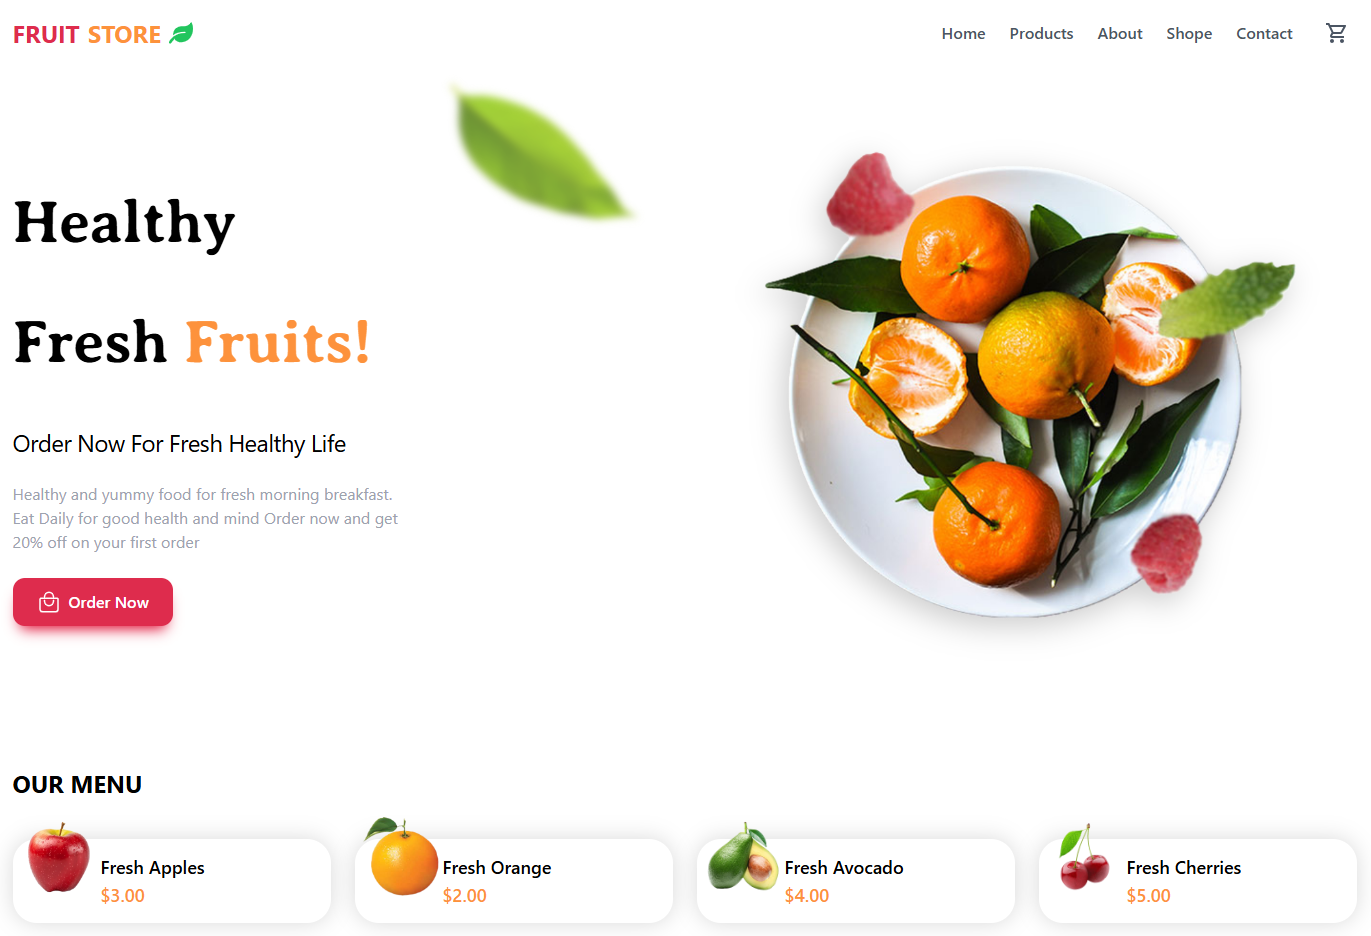 FRUIT STORE
Home Products About Shope Contact
Healthy
Fresh Fruits!
Order Now For Fresh Healthy Life
Healthy and yummy food for fresh morning breakfast.
Eat Daily for good health and mind Order now and get
20% off on your first order
Order Now
OUR MENU
Fresh Apples
$3.00
Fresh Orange
$2.00
Fresh Avocado
$4.00
Fresh Cherries
$5.00